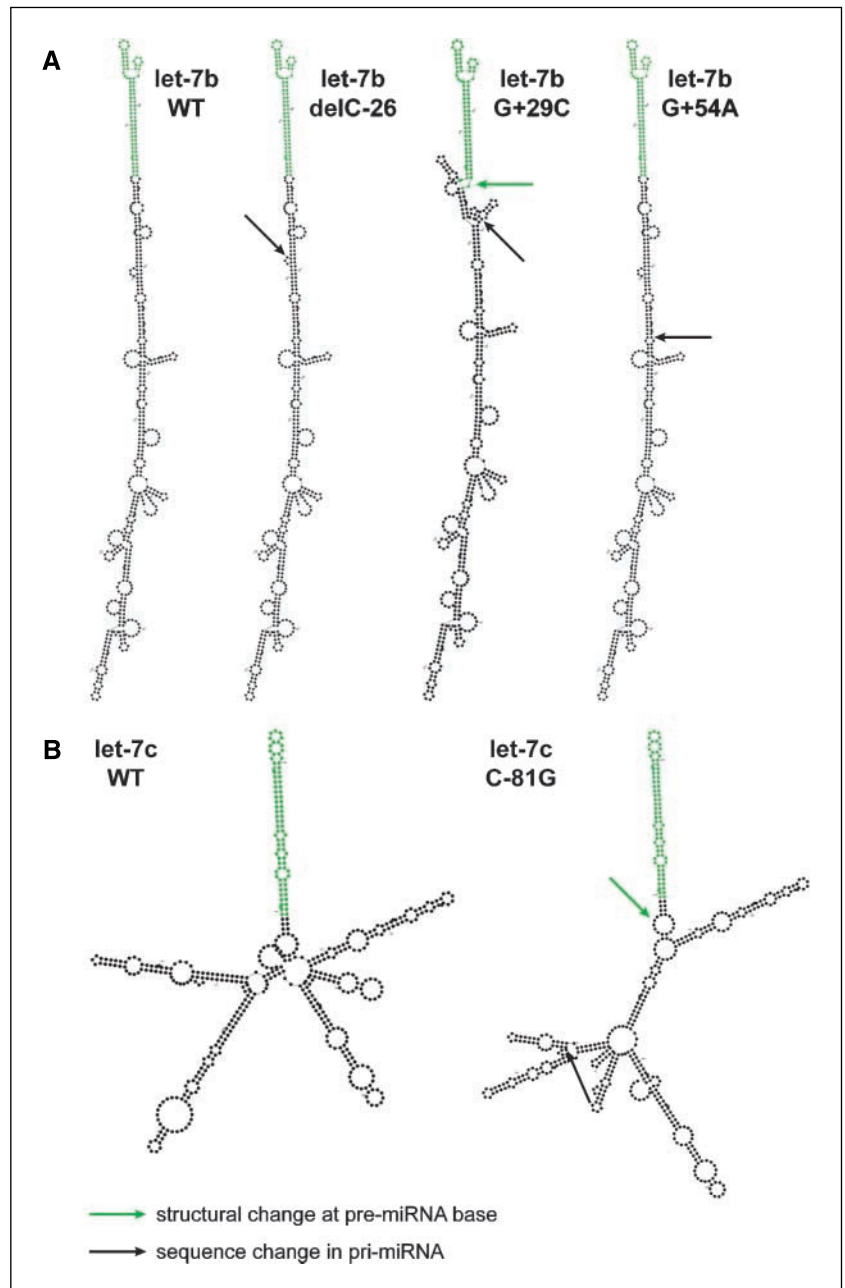 A
let-7b
WT
let-7b
delC-26
let-7b
G+29C
let-7b
G+54A
B
let-7c
WT
let-7c
C-81G
structural change at pre-miRNA base
sequence change in pri-miRNA